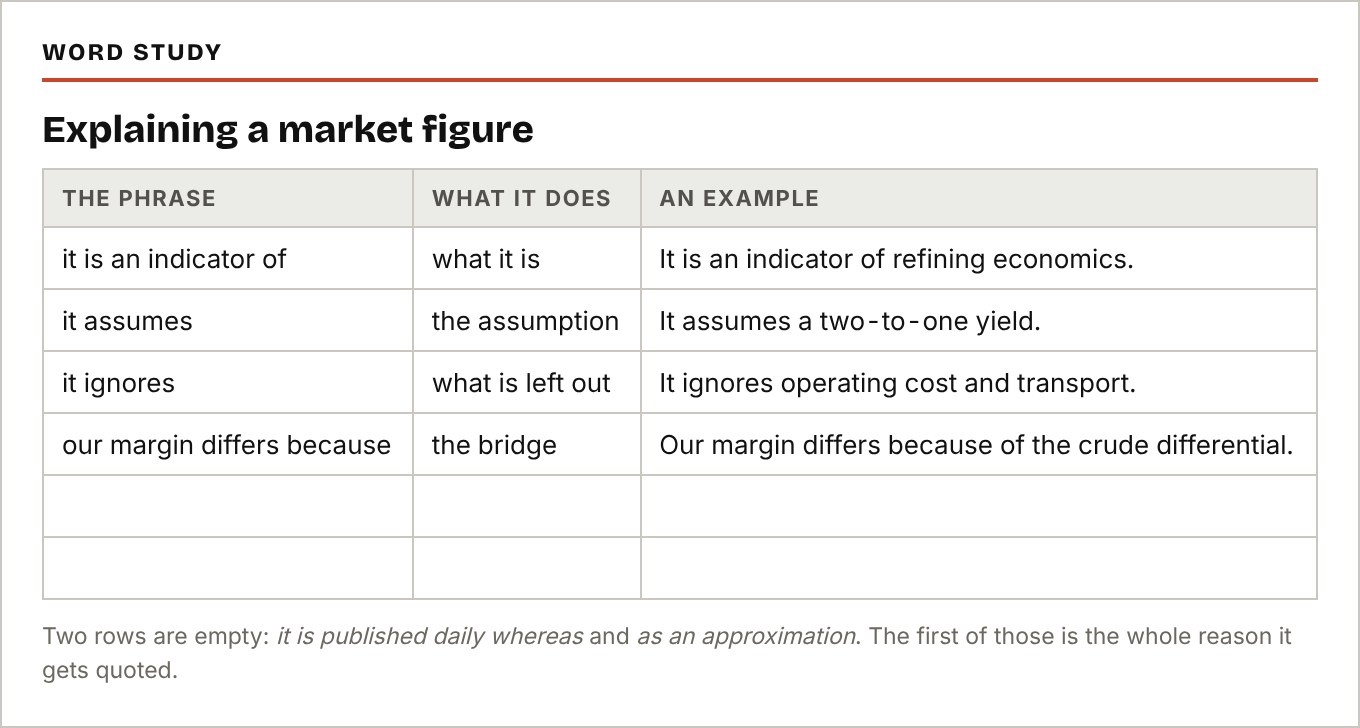 WORD STUDY
Explaining a market figure
THE PHRASE WHAT IT DOES AN EXAMPLE
it is an indicator of what it is It is an indicator of refining economics.
it assumes the assumption It assumes a two-to-one yield.
it ignores what is left out It ignores operating cost and transport.
our margin differs because the bridge Our margin differs because of the crude differential.
Two rows are empty: it is published daily whereas and as an approximation. The first of those is the whole reason it
gets quoted.